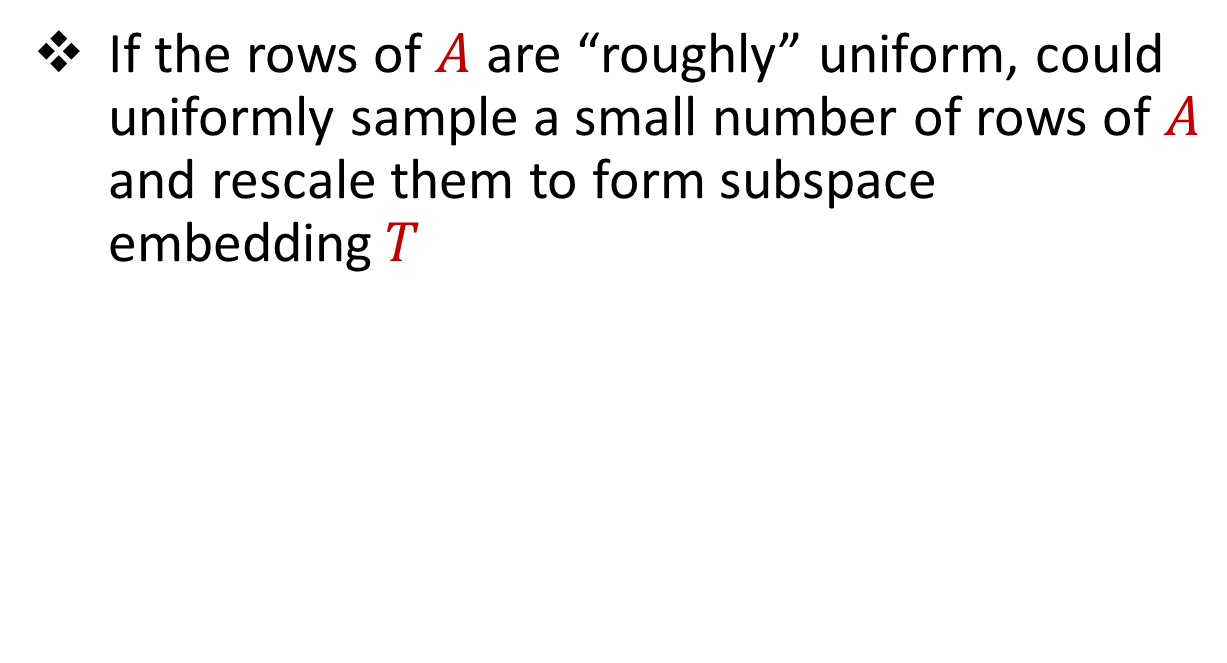 ❖ If the rows of A are “roughly” uniform, could
uniformly sample a small number of rows of A
and rescale them to form subspace
embedding T